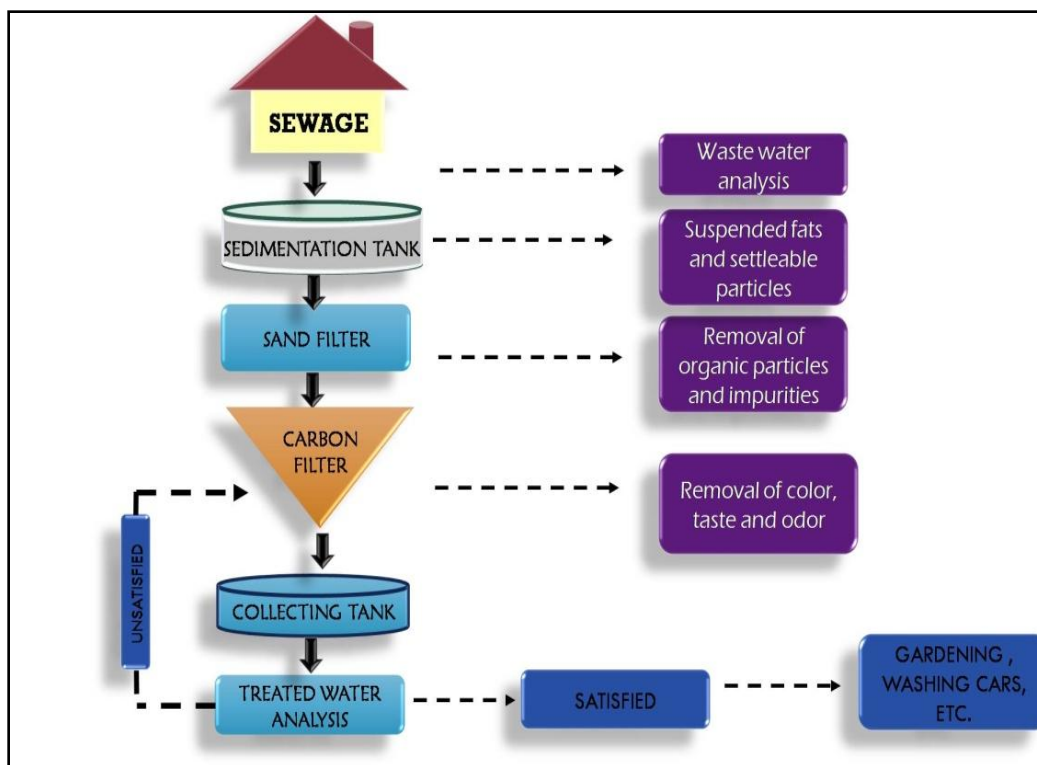 SEWAGE
Waste water
analysis
SEDIMENTATION TANK
Suspended fats
and settleable
particles
SAND FILTER
Removal of
organic particles
and impurities
CARBON
FILTER
Removal of color,
taste and odor
UNSATISFIED
COLLECTING TANK
TREATED WATER
ANALYSIS
SATISFIED
GARDENING ,
WASHING CARS,
ETC.